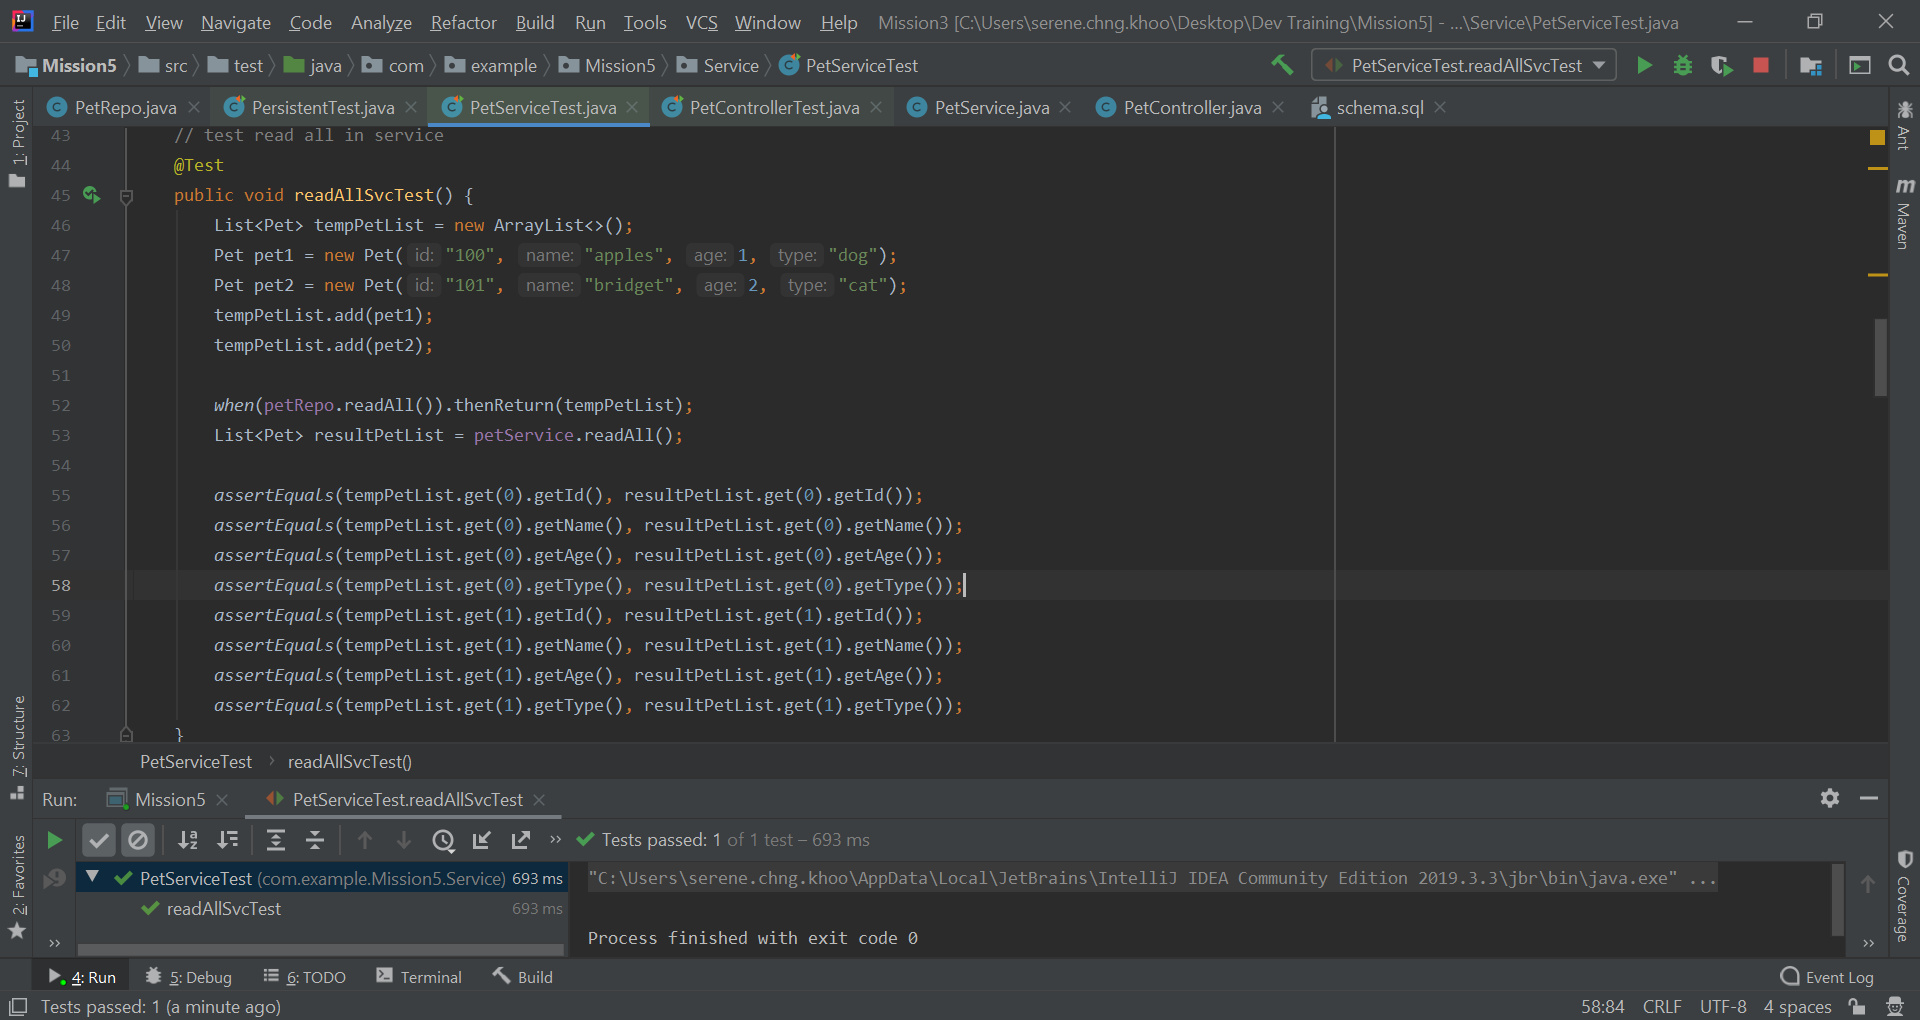 File Edit View Navigate Code Analyze Refactor Build Run Tools VCS Window Help Mission3 [C:\Users\serene.chng.khoo\Desktop\Dev Training\Mission5] - ...\Service\PetServiceTest.java
Mission5 src test java com example Mission5 Service PetServiceTest PetServiceTest.readAllSvcTest
PetRepo.java PersistentTest.java PetServiceTest.java PetControllerTest.java PetService.java PetController.java schema.sql
1: Project
7: Structure
2: Favorites
Ant
Maven
Coverage
43 // test read all in service
44 @Test
45 public void readAllSvcTest() {
46 List<Pet> tempPetList = new ArrayList<>();
47 Pet pet1 = new Pet( id: "100", name: "apples", age: 1, type: "dog");
48 Pet pet2 = new Pet( id: "101", name: "bridget", age: 2, type: "cat");
49 tempPetList.add(pet1);
50 tempPetList.add(pet2);
51
52 when(petRepo.readAll()).thenReturn(tempPetList);
53 List<Pet> resultPetList = petService.readAll();
54
55 assertEquals(tempPetList.get(0).getId(), resultPetList.get(0).getId());
56 assertEquals(tempPetList.get(0).getName(), resultPetList.get(0).getName());
57 assertEquals(tempPetList.get(0).getAge(), resultPetList.get(0).getAge());
58 assertEquals(tempPetList.get(0).getType(), resultPetList.get(0).getType());
59 assertEquals(tempPetList.get(1).getId(), resultPetList.get(1).getId());
60 assertEquals(tempPetList.get(1).getName(), resultPetList.get(1).getName());
61 assertEquals(tempPetList.get(1).getAge(), resultPetList.get(1).getAge());
62 assertEquals(tempPetList.get(1).getType(), resultPetList.get(1).getType());
63 }
PetServiceTest › readAllSvcTest()
Run: Mission5 PetServiceTest.readAllSvcTest
Tests passed: 1 of 1 test – 693 ms
PetServiceTest (com.example.Mission5.Service) 693 ms
readAllSvcTest 693 ms
"C:\Users\serene.chng.khoo\AppData\Local\JetBrains\IntelliJ IDEA Community Edition 2019.3.3\jbr\bin\java.exe" ...
Process finished with exit code 0
4: Run 5: Debug 6: TODO Terminal Build Event Log
Tests passed: 1 (a minute ago) 58:84 CRLF UTF-8 4 spaces